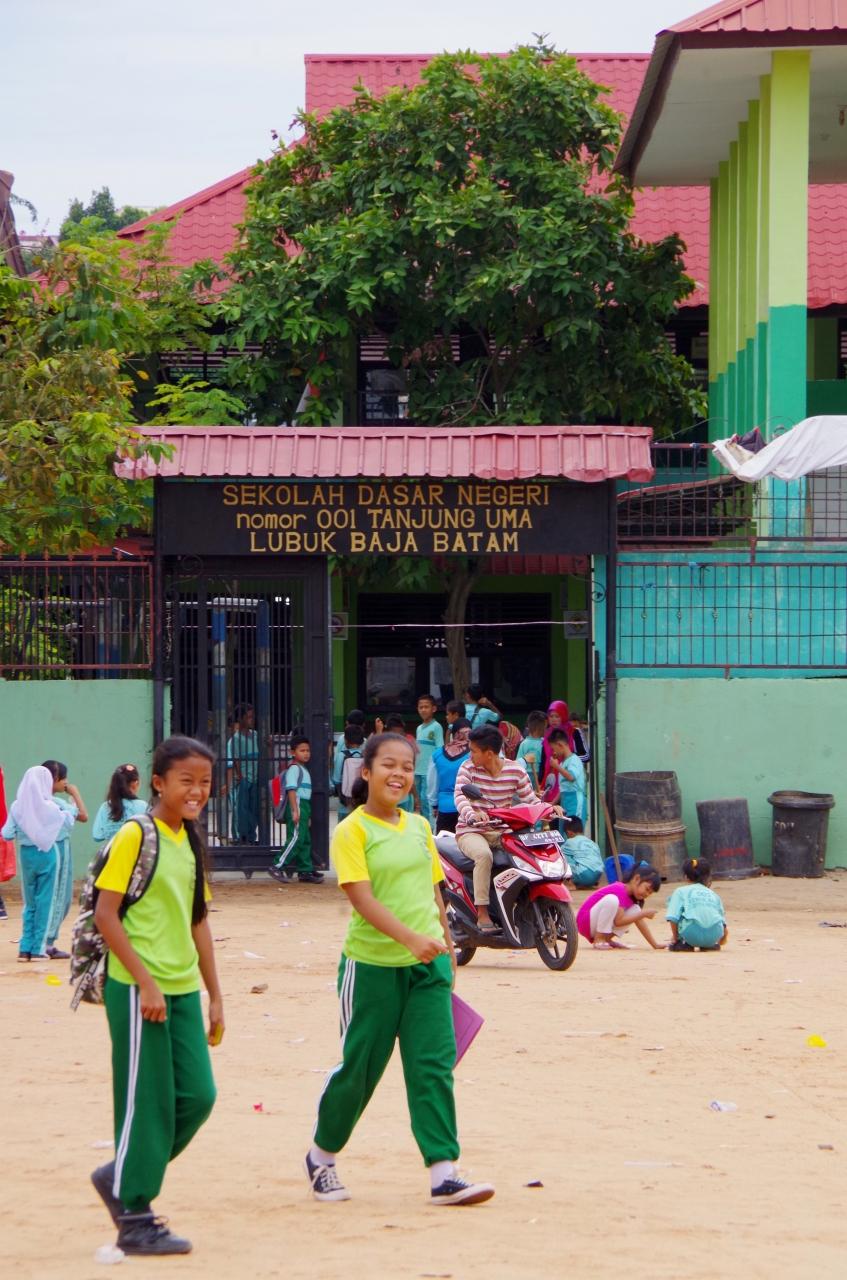 SEKOLAH DASAR NEGERI
nomor 001 TANJUNG UMA
LUBUK BAJA BATAM